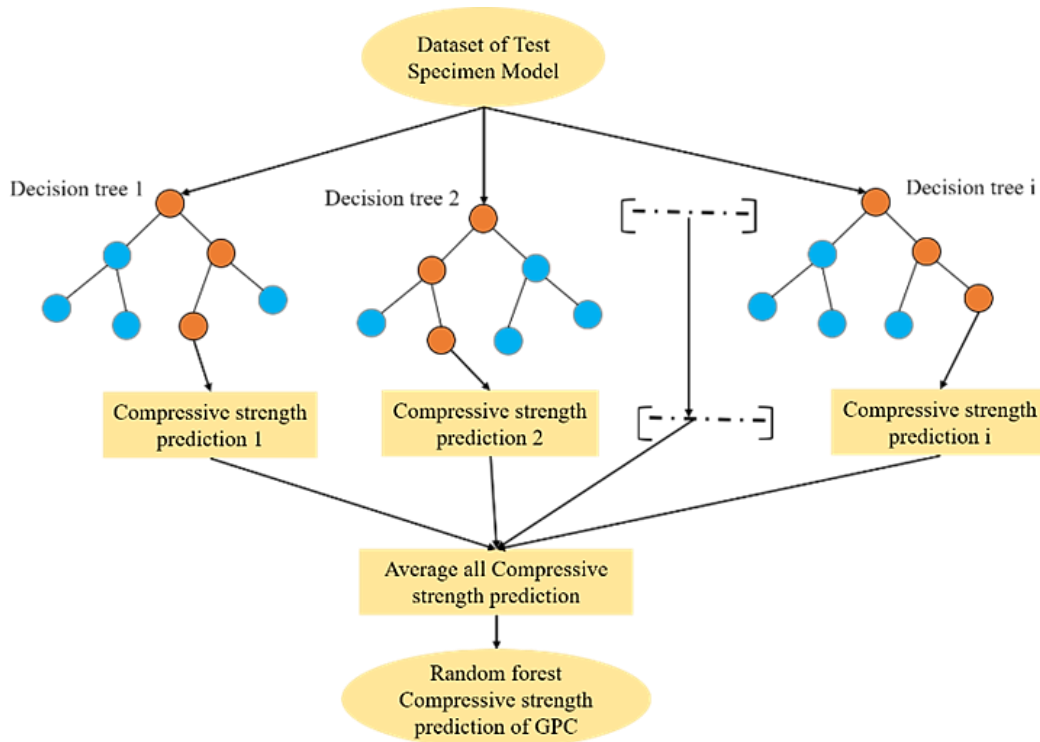 Dataset of Test
Specimen Model
Decision tree 1
Decision tree 2
Decision tree i
Compressive strength
prediction 1
Compressive strength
prediction 2
Compressive strength
prediction i
Average all Compressive
strength prediction
Random forest
Compressive strength
prediction of GPC